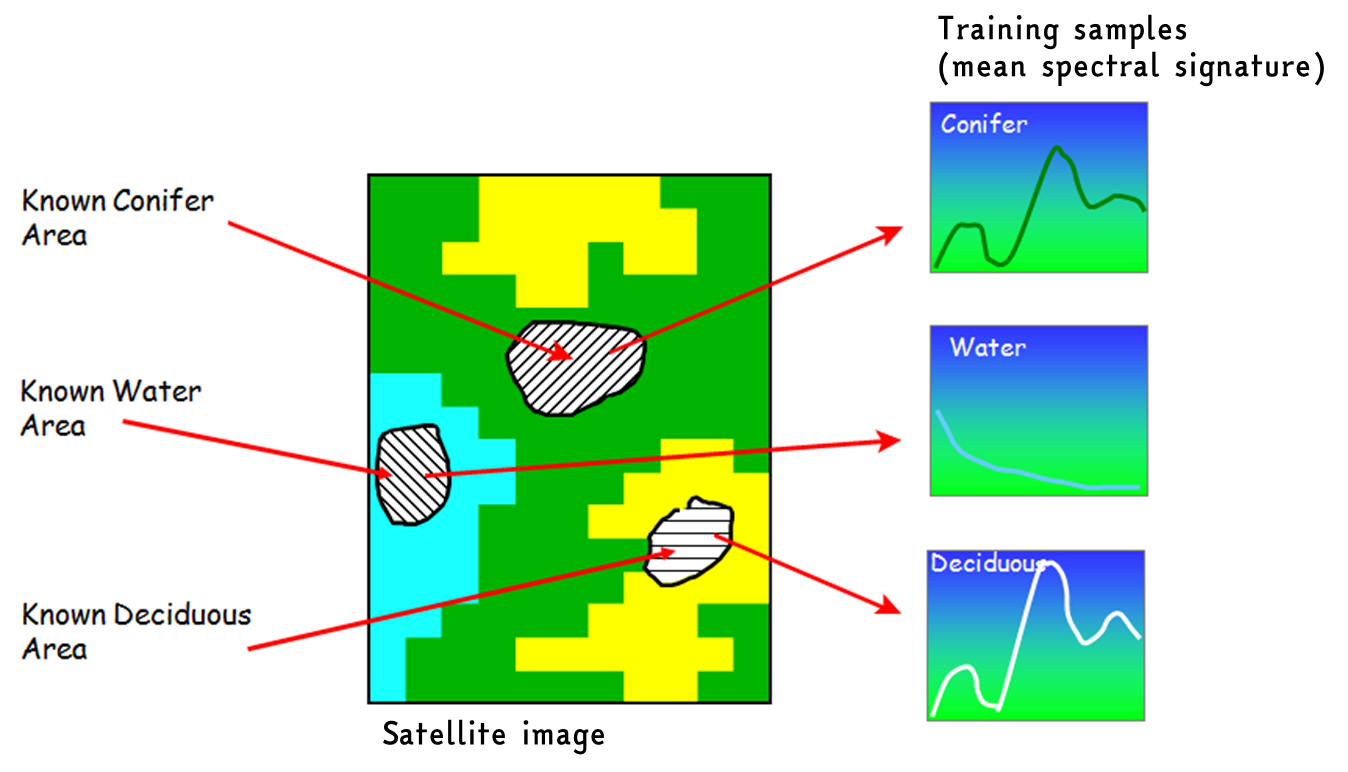 Training samples
(mean spectral signature)
Conifer
Known Conifer
Area
Water
Known Water
Area
Deciduous
Known Deciduous
Area
Satellite image